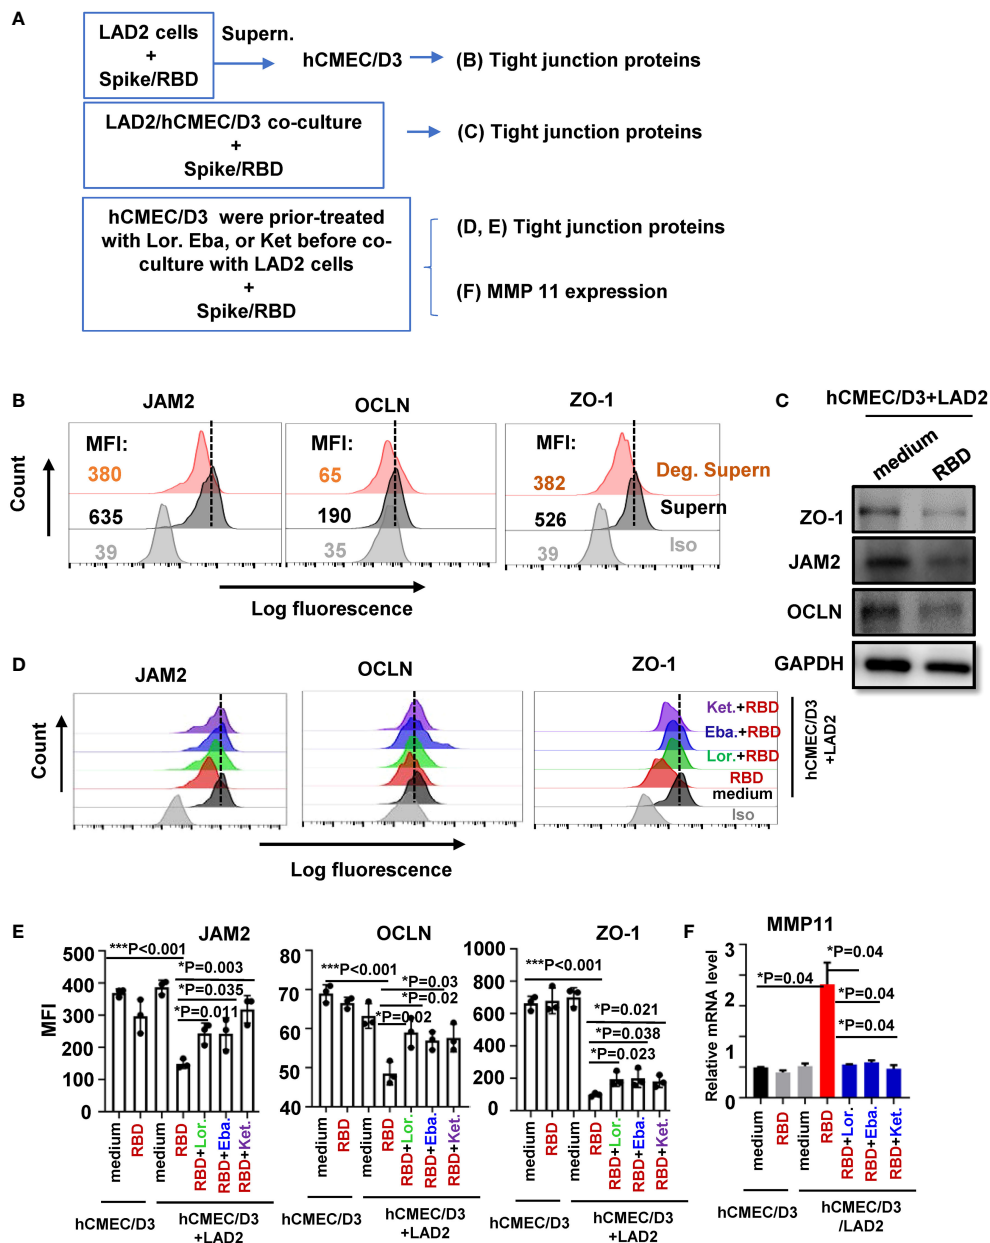 A
LAD2 cells
+
Spike/RBD
Supern.
hCMEC/D3
(B) Tight junction proteins
LAD2/hCMEC/D3 co-culture
+
Spike/RBD
(C) Tight junction proteins
hCMEC/D3 were prior-treated
with Lor. Eba, or Ket before co-
culture with LAD2 cells
+
Spike/RBD
(D, E) Tight junction proteins
(F) MMP 11 expression
B
JAM2
OCLN
ZO-1
Count
MFI:
380
635
39
MFI:
65
190
35
MFI:
382
526
39
Deg. Supern
Supern
Iso
Log fluorescence
C
hCMEC/D3+LAD2
medium
RBD
ZO-1
JAM2
OCLN
GAPDH
D
JAM2
OCLN
ZO-1
Count
Ket.+RBD
Eba.+RBD
Lor.+RBD
RBD
medium
Iso
hCMEC/D3
+LAD2
Log fluorescence
E
JAM2
MFI
500
400
300
200
100
0
***P<0.001
*P=0.003
*P=0.035
*P=0.011
medium
RBD
medium
RBD
RBD+Lor.
RBD+Eba.
RBD+Ket.
hCMEC/D3
hCMEC/D3
+LAD2
OCLN
80
70
60
50
40
***P<0.001
*P=0.03
*P=0.02
*P=0.02
medium
RBD
medium
RBD
RBD+Lor.
RBD+Eba.
RBD+Ket.
hCMEC/D3
hCMEC/D3
+LAD2
ZO-1
1000
800
600
400
200
0
***P<0.001
*P=0.021
*P=0.038
*P=0.023
medium
RBD
medium
RBD
RBD+Lor.
RBD+Eba.
RBD+Ket.
hCMEC/D3
hCMEC/D3
+LAD2
F
MMP11
Relative mRNA level
3
2
1
0
*P=0.04
*P=0.04
*P=0.04
*P=0.04
medium
RBD
medium
RBD
RBD+Lor.
RBD+Eba.
RBD+Ket.
hCMEC/D3
hCMEC/D3
/LAD2